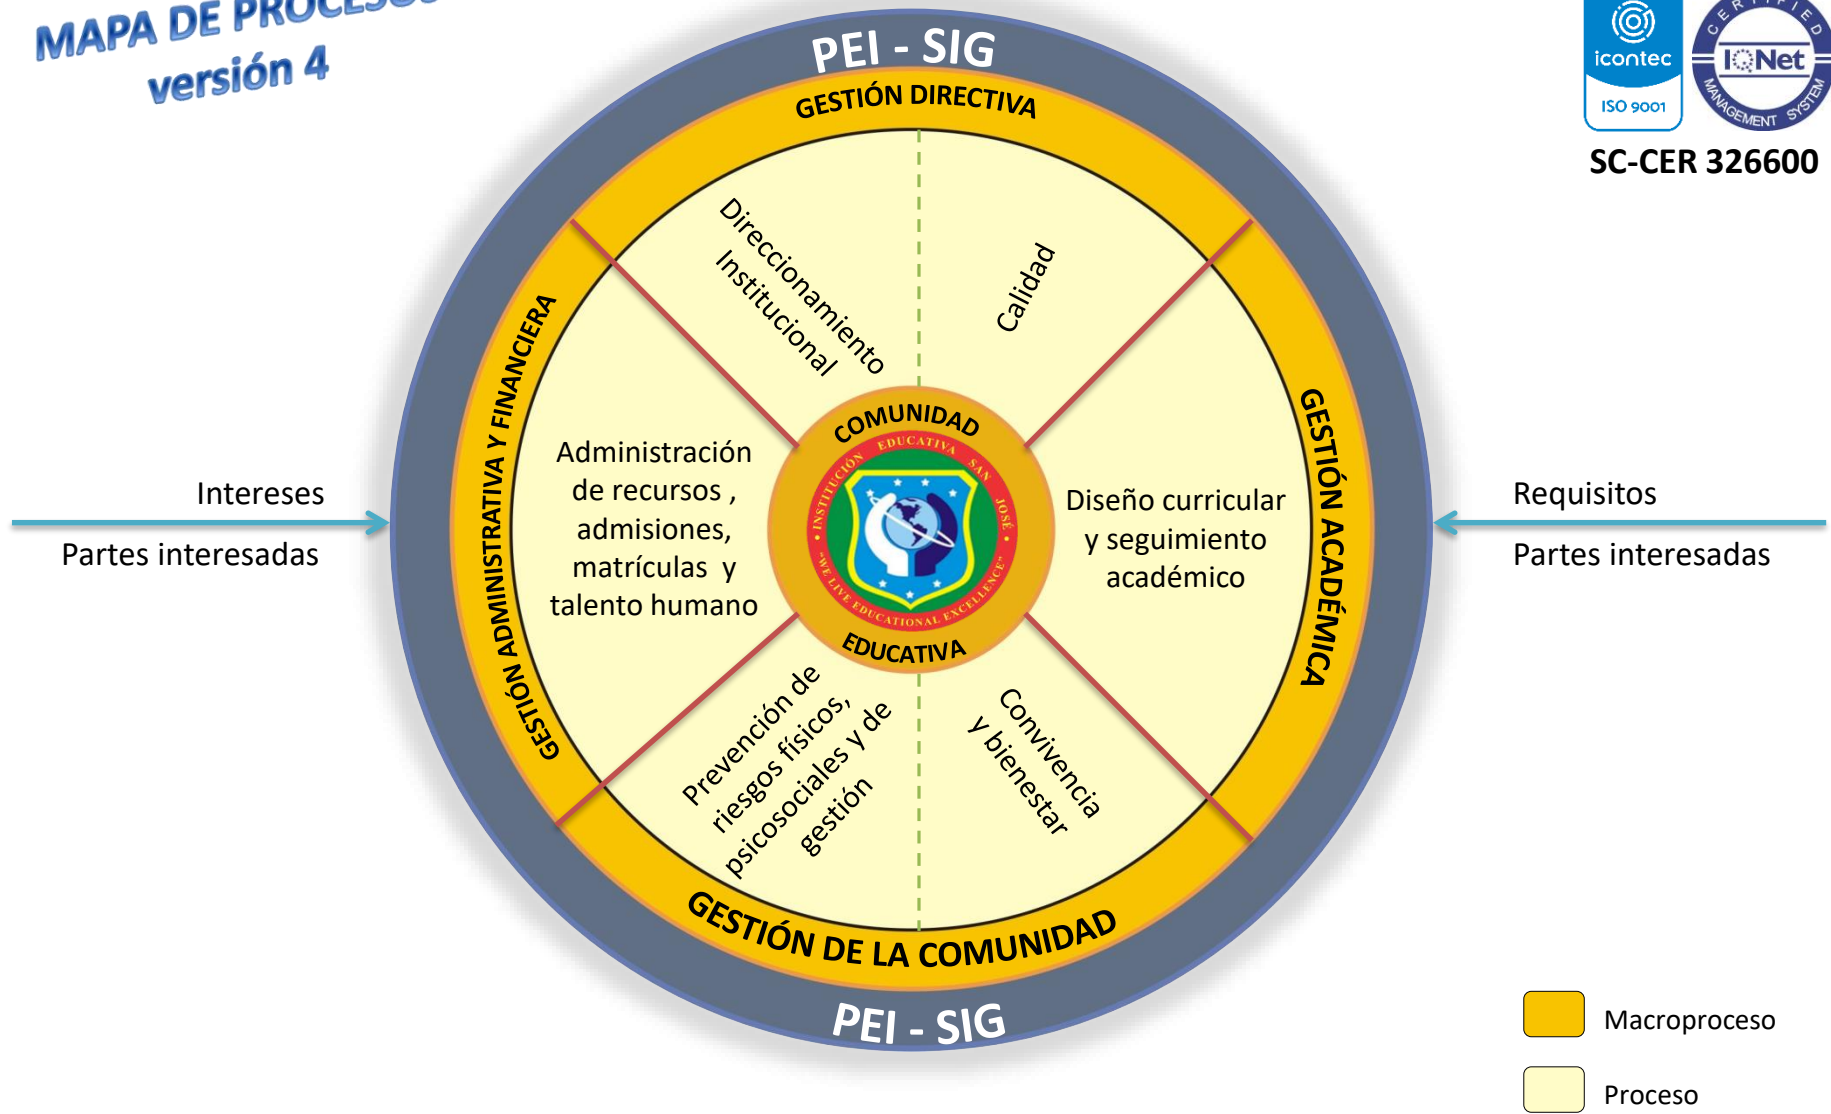 MAPA DE PROCESOS
versión 4
PEI - SIG
GESTIÓN DIRECTIVA
icontec
ISO 9001
CERTIFIED
IQNet
MANAGEMENT SYSTEM
SC-CER 326600
Direccionamiento
Institucional
Calidad
GESTIÓN ADMINISTRATIVA Y FINANCIERA
Administración
de recursos ,
admisiones,
matrículas y
talento humano
COMUNIDAD
INSTITUCIÓN EDUCATIVA SAN JOSÉ
"WE LIVE EDUCATIONAL EXCELLENCE"
EDUCATIVA
Diseño curricular
y seguimiento
académico
GESTIÓN ACADÉMICA
Intereses
Partes interesadas
Requisitos
Partes interesadas
Prevención de
riesgos físicos,
psicosociales y de
gestión
Convivencia
y bienestar
GESTIÓN DE LA COMUNIDAD
PEI - SIG
Macroproceso
Proceso